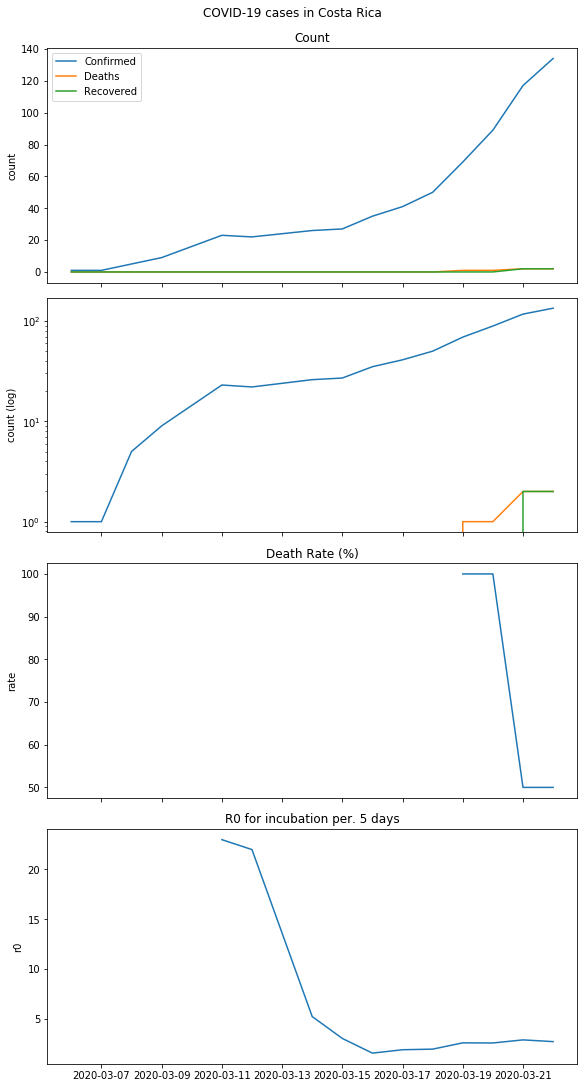 COVID-19 cases in Costa Rica
Count
140
120
100
80
60
40
20
0
count
Confirmed
Deaths
Recovered
10²
10¹
10⁰
count (log)
Death Rate (%)
100
90
80
70
60
50
rate
R0 for incubation per. 5 days
20
15
10
5
r0
2020-03-07 2020-03-09 2020-03-11 2020-03-13 2020-03-15 2020-03-17 2020-03-19 2020-03-21